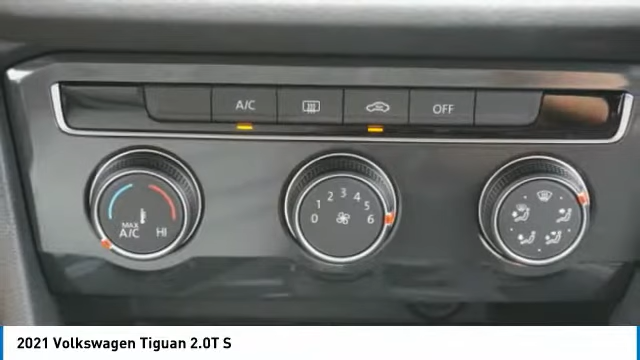 A/C OFF
MAX
A/C HI
0 1 2 3 4 5 6
2021 Volkswagen Tiguan 2.0T S